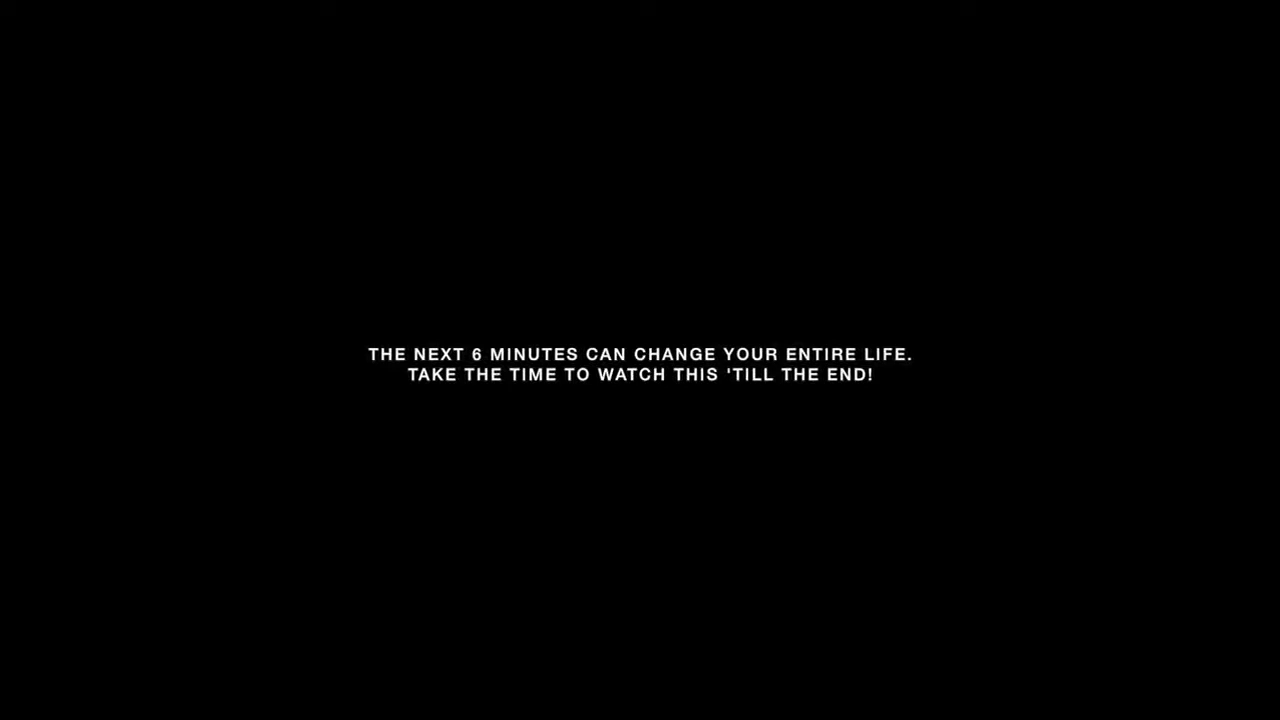 THE NEXT 6 MINUTES CAN CHANGE YOUR ENTIRE LIFE.
TAKE THE TIME TO WATCH THIS 'TILL THE END!